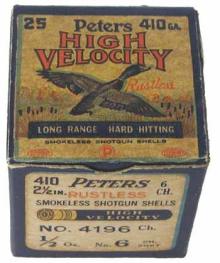 25 Peters 410 GA.
HIGH
VELOCITY
Rustless
LONG RANGE HARD HITTING
SMOKELESS SHOTGUN SHELLS
P
410 PETERS 6
2½ IN. RUSTLESS CH.
SMOKELESS SHOTGUN SHELLS
HIGH
VELOCITY
NO. 4196 Ch.
½ Oz. No. 6